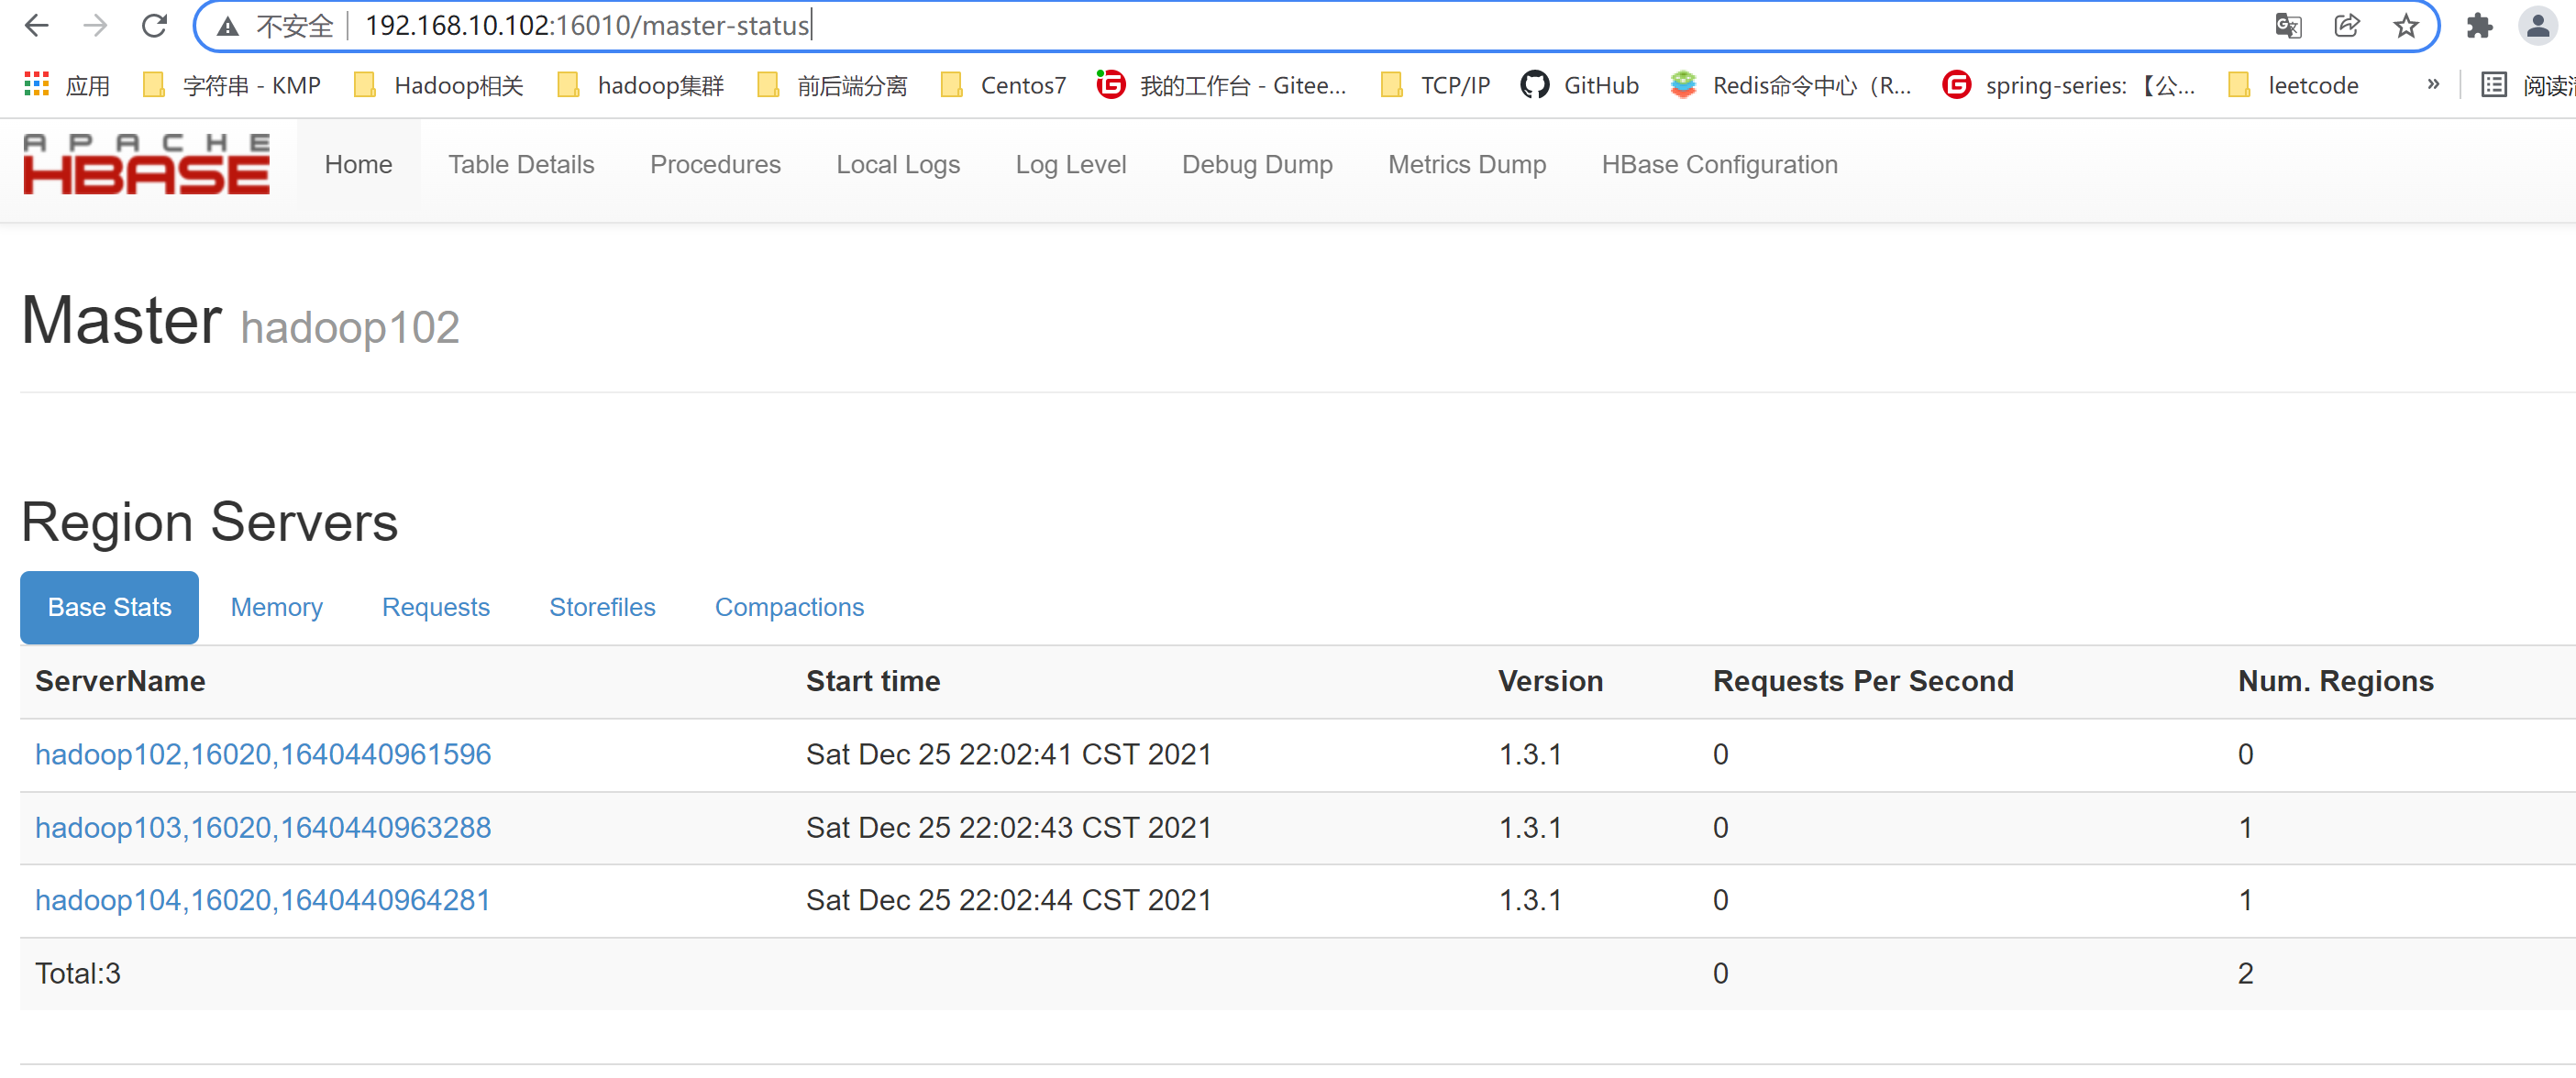 不安全 192.168.10.102:16010/master-status
应用 字符串 - KMP Hadoop相关 hadoop集群 前后端分离 Centos7 我的工作台 - Gitee... TCP/IP GitHub Redis命令中心（R... spring-series: 【公... leetcode » 阅读
APACHE
HBASE
Home Table Details Procedures Local Logs Log Level Debug Dump Metrics Dump HBase Configuration
Master hadoop102
Region Servers
Base Stats Memory Requests Storefiles Compactions
ServerName Start time Version Requests Per Second Num. Regions
hadoop102,16020,1640440961596 Sat Dec 25 22:02:41 CST 2021 1.3.1 0 0
hadoop103,16020,1640440963288 Sat Dec 25 22:02:43 CST 2021 1.3.1 0 1
hadoop104,16020,1640440964281 Sat Dec 25 22:02:44 CST 2021 1.3.1 0 1
Total:3 0 2